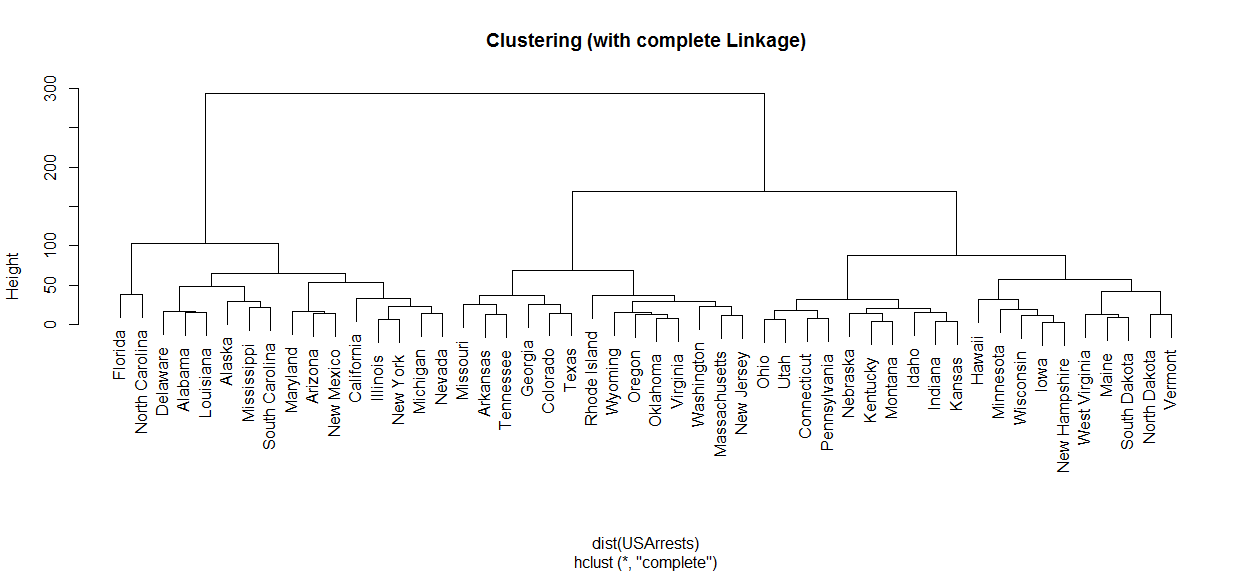 Clustering (with complete Linkage)
Height
0
50
100
200
300
Florida
North Carolina
Delaware
Alabama
Louisiana
Alaska
Mississippi
South Carolina
Maryland
Arizona
New Mexico
California
Illinois
New York
Michigan
Nevada
Missouri
Arkansas
Tennessee
Georgia
Colorado
Texas
Rhode Island
Wyoming
Oregon
Oklahoma
Virginia
Washington
Massachusetts
New Jersey
Ohio
Utah
Connecticut
Pennsylvania
Nebraska
Kentucky
Montana
Idaho
Indiana
Kansas
Hawaii
Minnesota
Wisconsin
Iowa
New Hampshire
West Virginia
Maine
South Dakota
North Dakota
Vermont
dist(USArrests)
hclust (*, "complete")